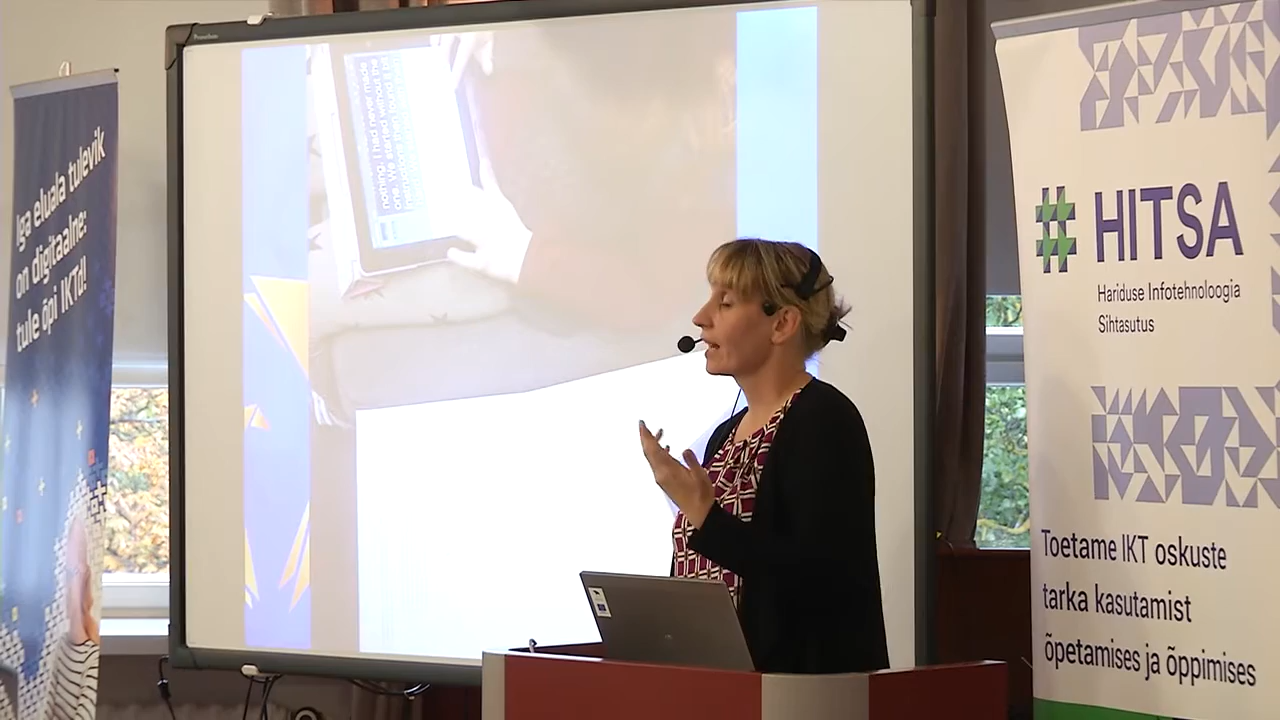 Iga eluala tulevik
on digitaalne:
tule õpi IKTd!
Promethean
# HITSA
Hariduse Infotehnoloogia
Sihtasutus
Toetame IKT oskuste
tarka kasutamist
õpetamises ja õppimises